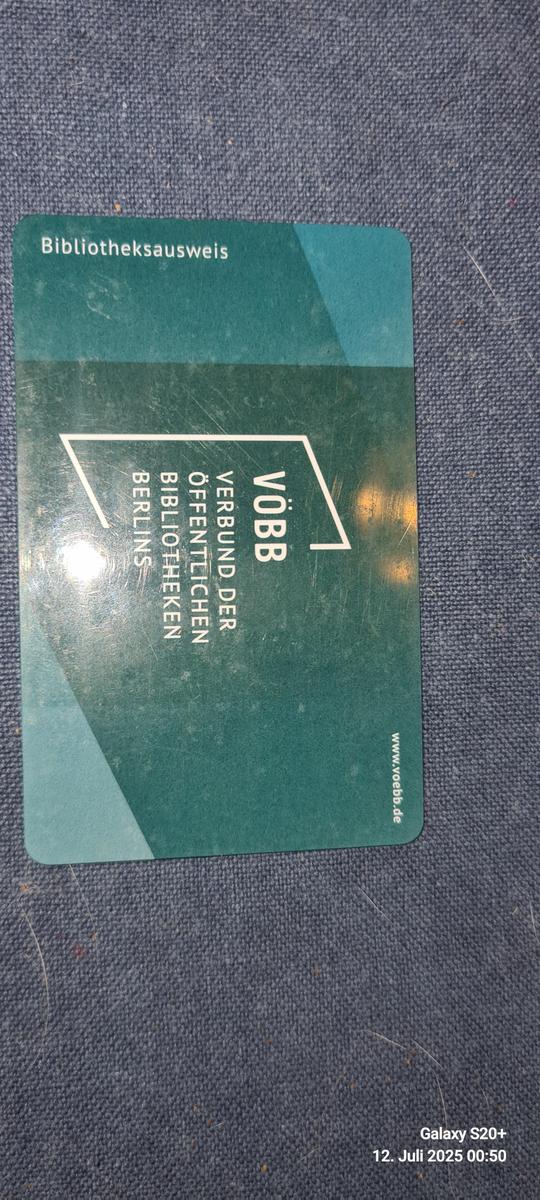 Bibliotheksausweis
VÖBB
VERBUND DER
ÖFFENTLICHEN
BIBLIOTHEKEN
BERLINS
www.voebb.de
Galaxy S20+
12. Juli 2025 00:50